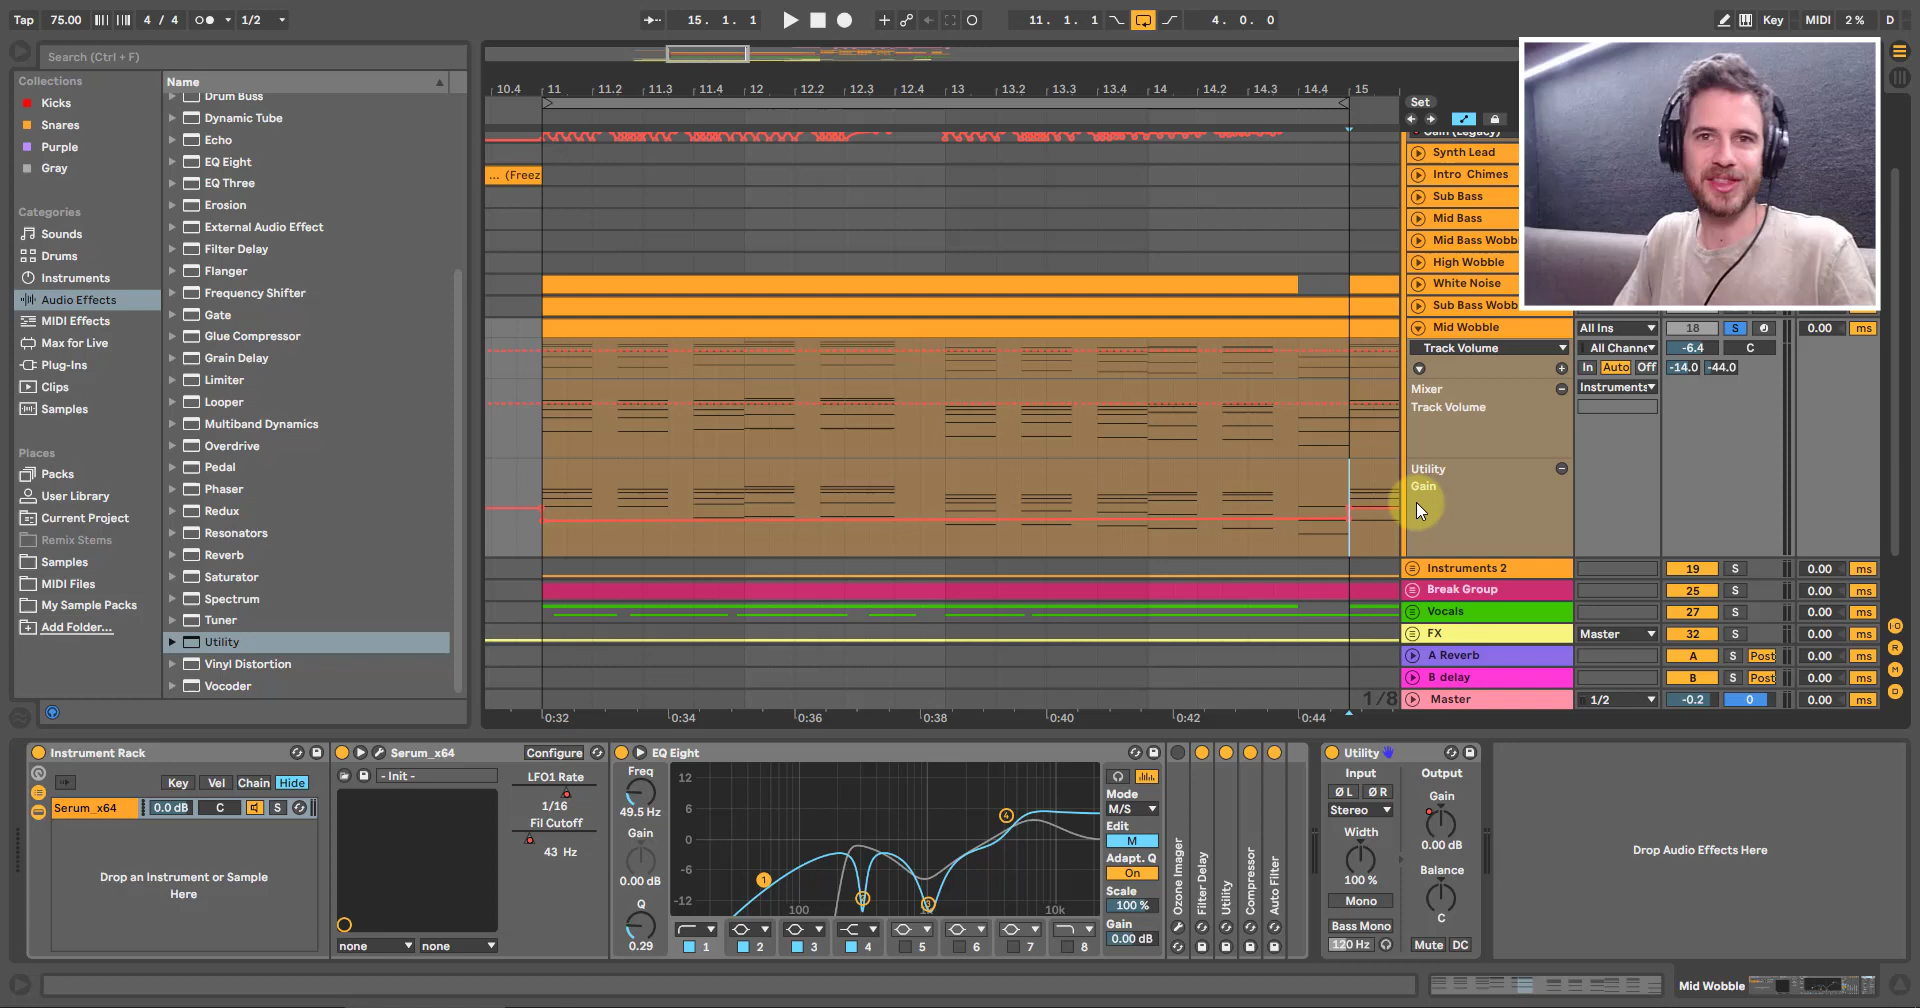 Tap 75.00 4 / 4 1/2 15. 1. 1 11. 1. 1 4. 0. 0 Key MIDI 2 % D
Search (Ctrl + F)
Collections
Kicks
Snares
Purple
Gray
Categories
Sounds
Drums
Instruments
Audio Effects
MIDI Effects
Max for Live
Plug-Ins
Clips
Samples
Places
Packs
User Library
Current Project
Remix Stems
Samples
MIDI Files
My Sample Packs
Add Folder...
Name
Drum Buss
Dynamic Tube
Echo
EQ Eight
EQ Three
Erosion
External Audio Effect
Filter Delay
Flanger
Frequency Shifter
Gate
Glue Compressor
Grain Delay
Limiter
Looper
Multiband Dynamics
Overdrive
Pedal
Phaser
Redux
Resonators
Reverb
Saturator
Spectrum
Tuner
Utility
Vinyl Distortion
Vocoder
10.4 11 11.2 11.3 11.4 12 12.2 12.3 12.4 13 13.2 13.3 13.4 14 14.2 14.3 14.4 15
... (Freez
1/8
0:32 0:34 0:36 0:38 0:40 0:42 0:44
Set
Gain (Legacy)
Synth Lead
Intro Chimes
Sub Bass
Mid Bass
Mid Bass Wobb
High Wobble
White Noise
Sub Bass Wobb
Mid Wobble All Ins 18 S 0.00 ms
Track Volume All Channe -6.4 C
In Auto Off -14.0 -44.0
Mixer Instruments
Track Volume
Utility
Gain
Instruments 2 19 S 0.00 ms
Break Group 25 S 0.00 ms
Vocals 27 S 0.00 ms
FX Master 32 S 0.00 ms
A Reverb A S Post 0.00 ms
B delay B S Post 0.00 ms
Master 1/2 -0.2 0 0.00 ms
I·O
R
M
D
Instrument Rack
Key Vel Chain Hide
Serum_x64 0.0 dB C S
Drop an Instrument or Sample
Here
Serum_x64 Configure
- Init -
LFO1 Rate
1/16
Fil Cutoff
43 Hz
none none
EQ Eight
Freq
49.5 Hz
Gain
0.00 dB
Q
0.29
12
6
0
-6
-12
100 10k
1 4
1 2 3 4 5 6 7 8
Mode
M/S
Edit
M
Adapt. Q
On
Scale
100 %
Gain
0.00 dB
Ozone Imager
Filter Delay
Utility
Compressor
Auto Filter
Utility
Input Output
Ø L Ø R Gain
Stereo
Width 0.00 dB
Balance
100 %
Mono C
Bass Mono
120 Hz Mute DC
Drop Audio Effects Here
Mid Wobble